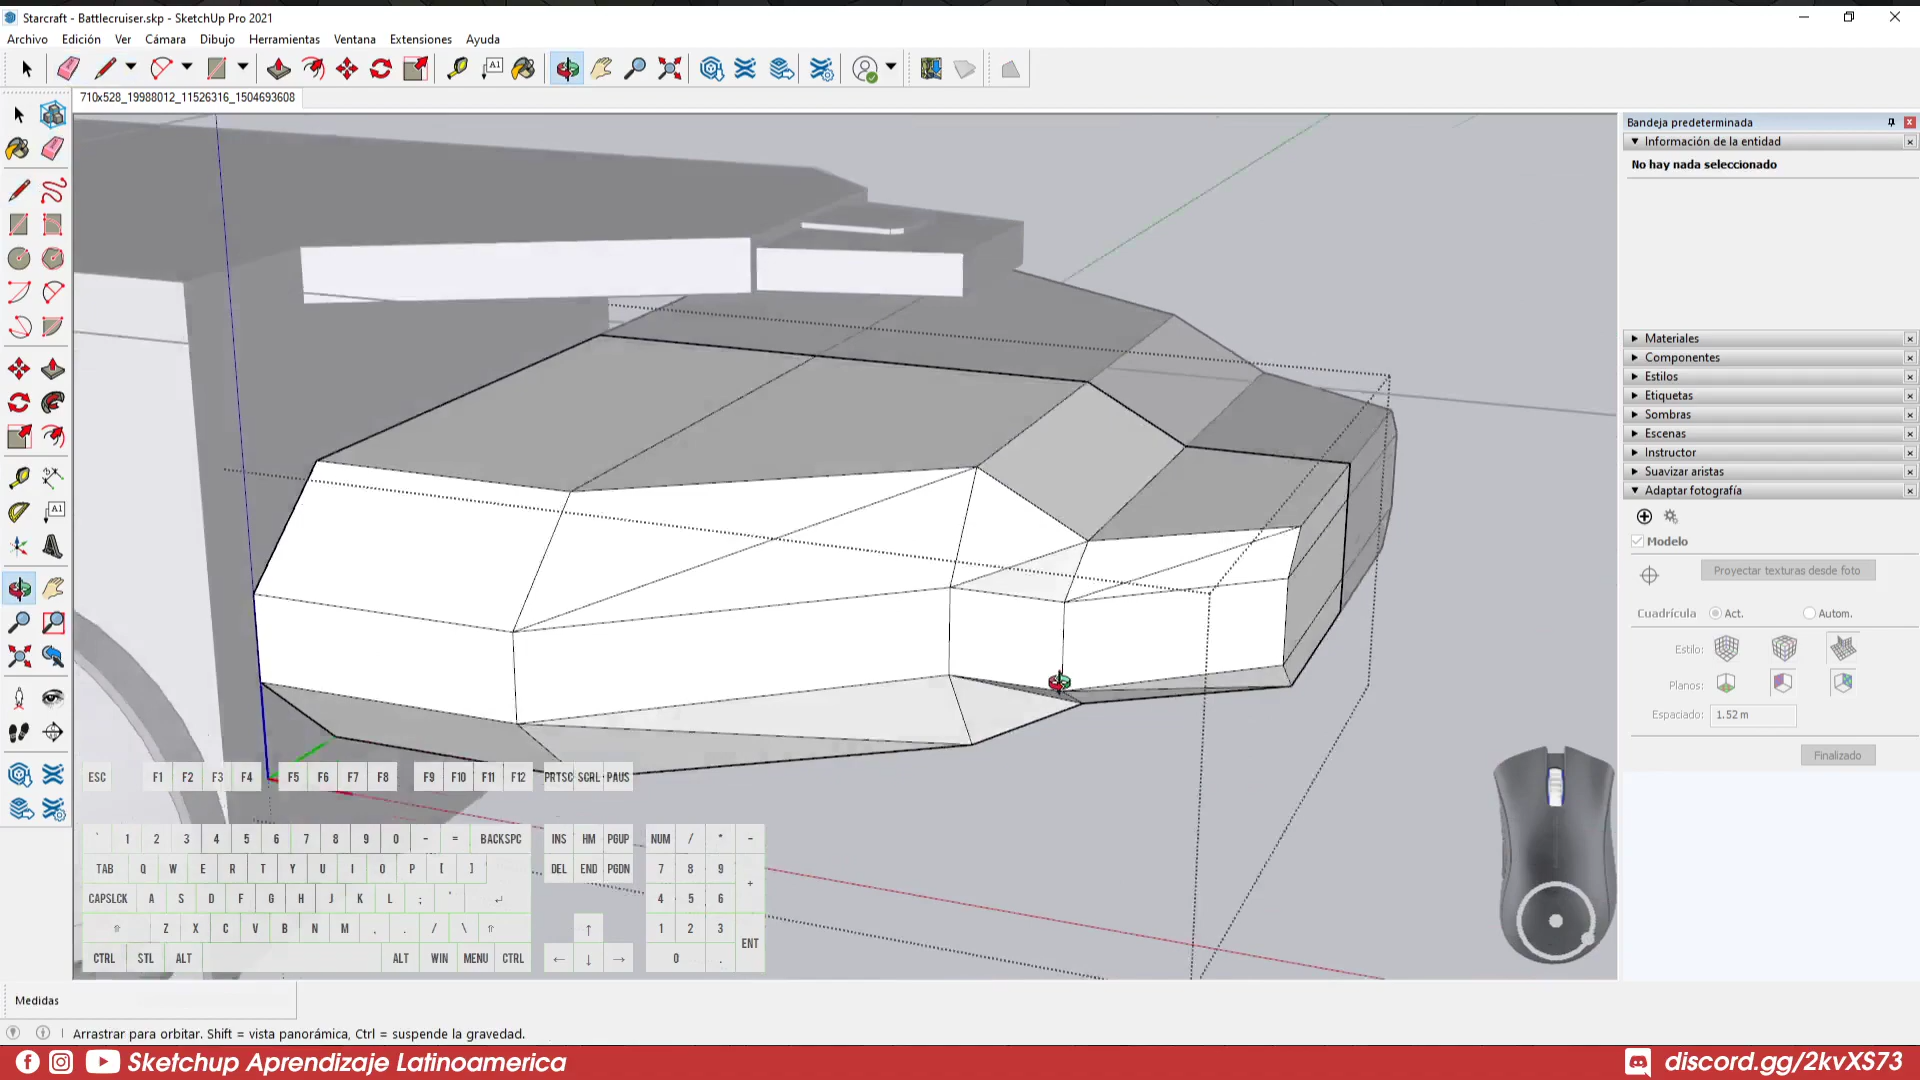 Starcraft - Battlecruiser.skp - SketchUp Pro 2021
Archivo Edición Ver Cámara Dibujo Herramientas Ventana Extensiones Ayuda
A1
710x528_19988012_11526316_1504693608
A1
Bandeja predeterminada
Información de la entidad
No hay nada seleccionado
Materiales
Componentes
Estilos
Etiquetas
Sombras
Escenas
Instructor
Suavizar aristas
Adaptar fotografía
Modelo
Proyectar texturas desde foto
Cuadrícula Act. Autom.
Estilo:
Planos:
Espaciado: 1.52 m
Finalizado
ESC F1 F2 F3 F4 F5 F6 F7 F8 F9 F10 F11 F12 PRTSC SCRL PAUS
` 1 2 3 4 5 6 7 8 9 0 - = BACKSPC INS HM PGUP NUM / * -
TAB Q W E R T Y U I O P [ ] DEL END PGDN 7 8 9 +
CAPSLCK A S D F G H J K L ; ' ↵ 4 5 6
⇧ Z X C V B N M , . / \ ⇧ ↑ 1 2 3 ENT
CTRL STL ALT ALT WIN MENU CTRL ← ↓ → 0 .
Medidas
Arrastrar para orbitar. Shift = vista panorámica, Ctrl = suspende la gravedad.
Sketchup Aprendizaje Latinoamerica
discord.gg/2kvXS73